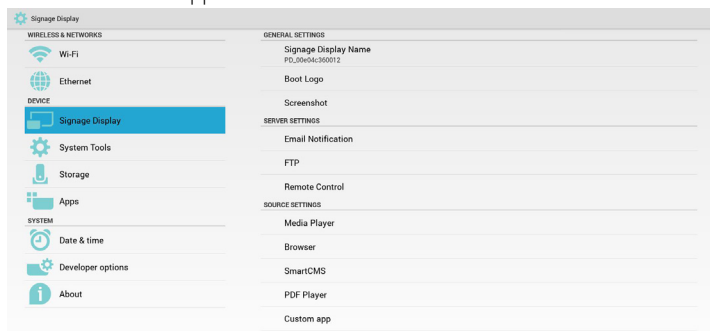 Signage Display
WIRELESS & NETWORKS
Wi-Fi
Ethernet
DEVICE
Signage Display
System Tools
Storage
Apps
SYSTEM
Date & time
Developer options
About
GENERAL SETTINGS
Signage Display Name
PD_00e04c360012
Boot Logo
Screenshot
SERVER SETTINGS
Email Notification
FTP
Remote Control
SOURCE SETTINGS
Media Player
Browser
SmartCMS
PDF Player
Custom app